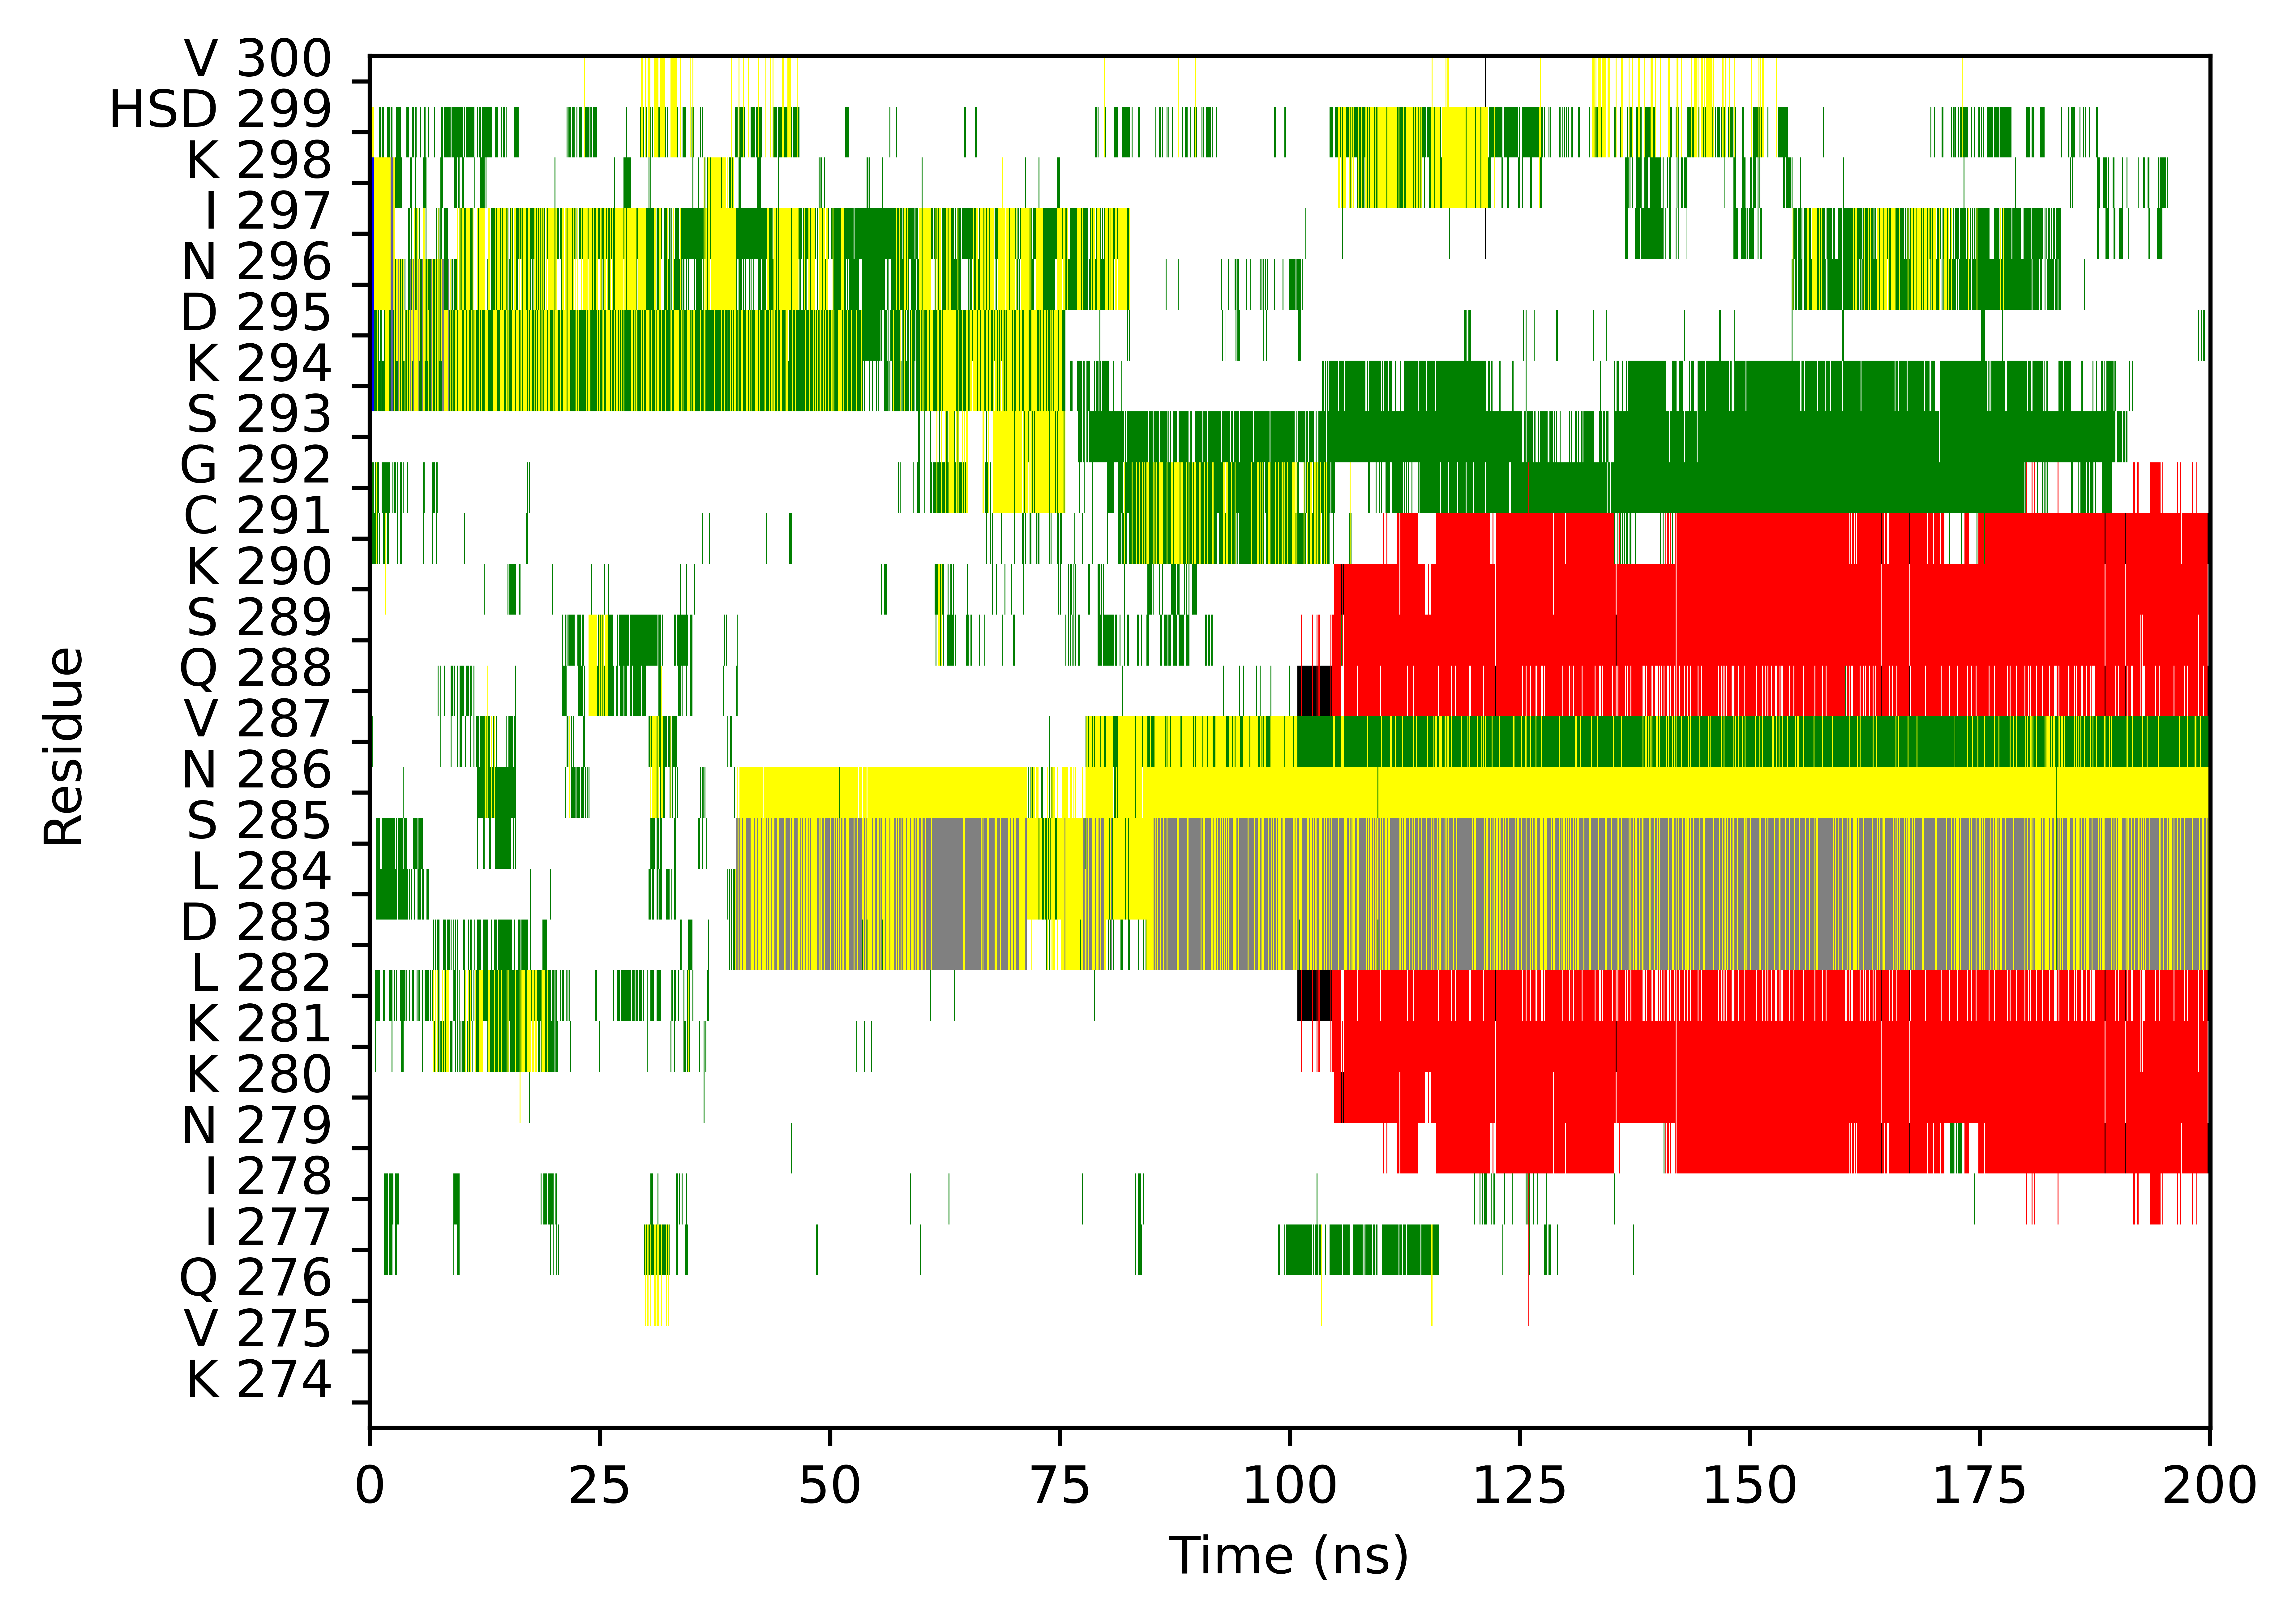 V 300
HSD 299
K 298
I 297
N 296
D 295
K 294
S 293
G 292
C 291
K 290
S 289
Q 288
V 287
N 286
S 285
L 284
D 283
L 282
K 281
K 280
N 279
I 278
I 277
Q 276
V 275
K 274
Residue
0 25 50 75 100 125 150 175 200
Time (ns)